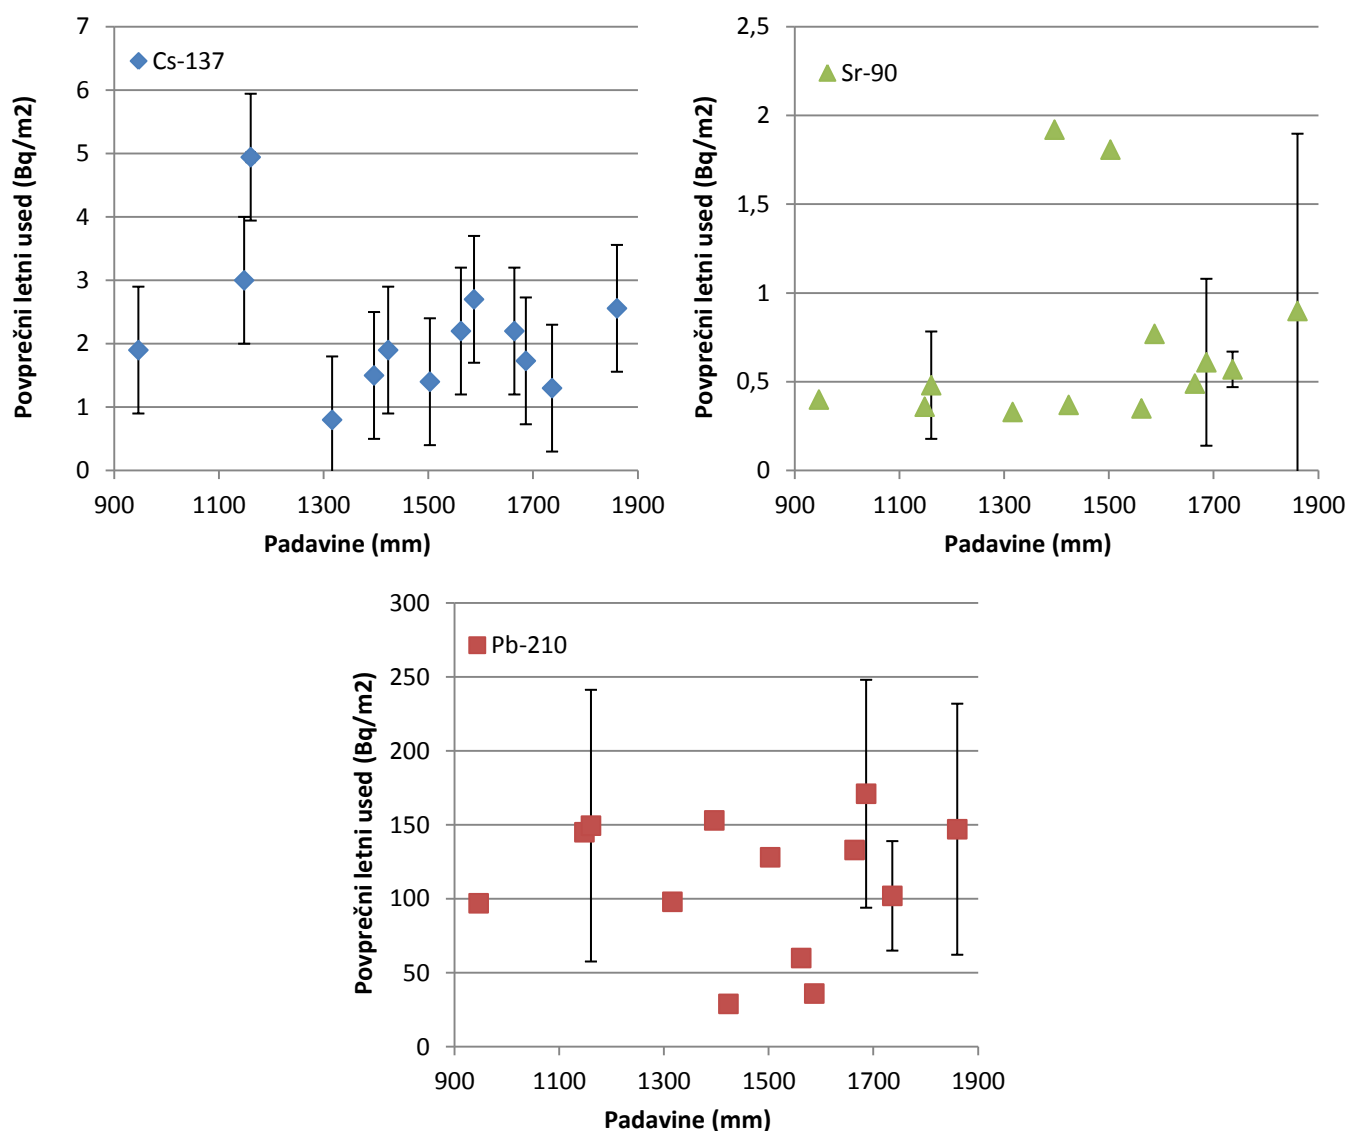 Povprečni letni used (Bq/m2)
7
6
5
4
3
2
1
0
Cs-137
900 1100 1300 1500 1700 1900
Padavine (mm)
Povprečni letni used (Bq/m2)
2,5
2
1,5
1
0,5
0
Sr-90
900 1100 1300 1500 1700 1900
Padavine (mm)
Povprečni letni used (Bq/m2)
300
250
200
150
100
50
0
Pb-210
900 1100 1300 1500 1700 1900
Padavine (mm)